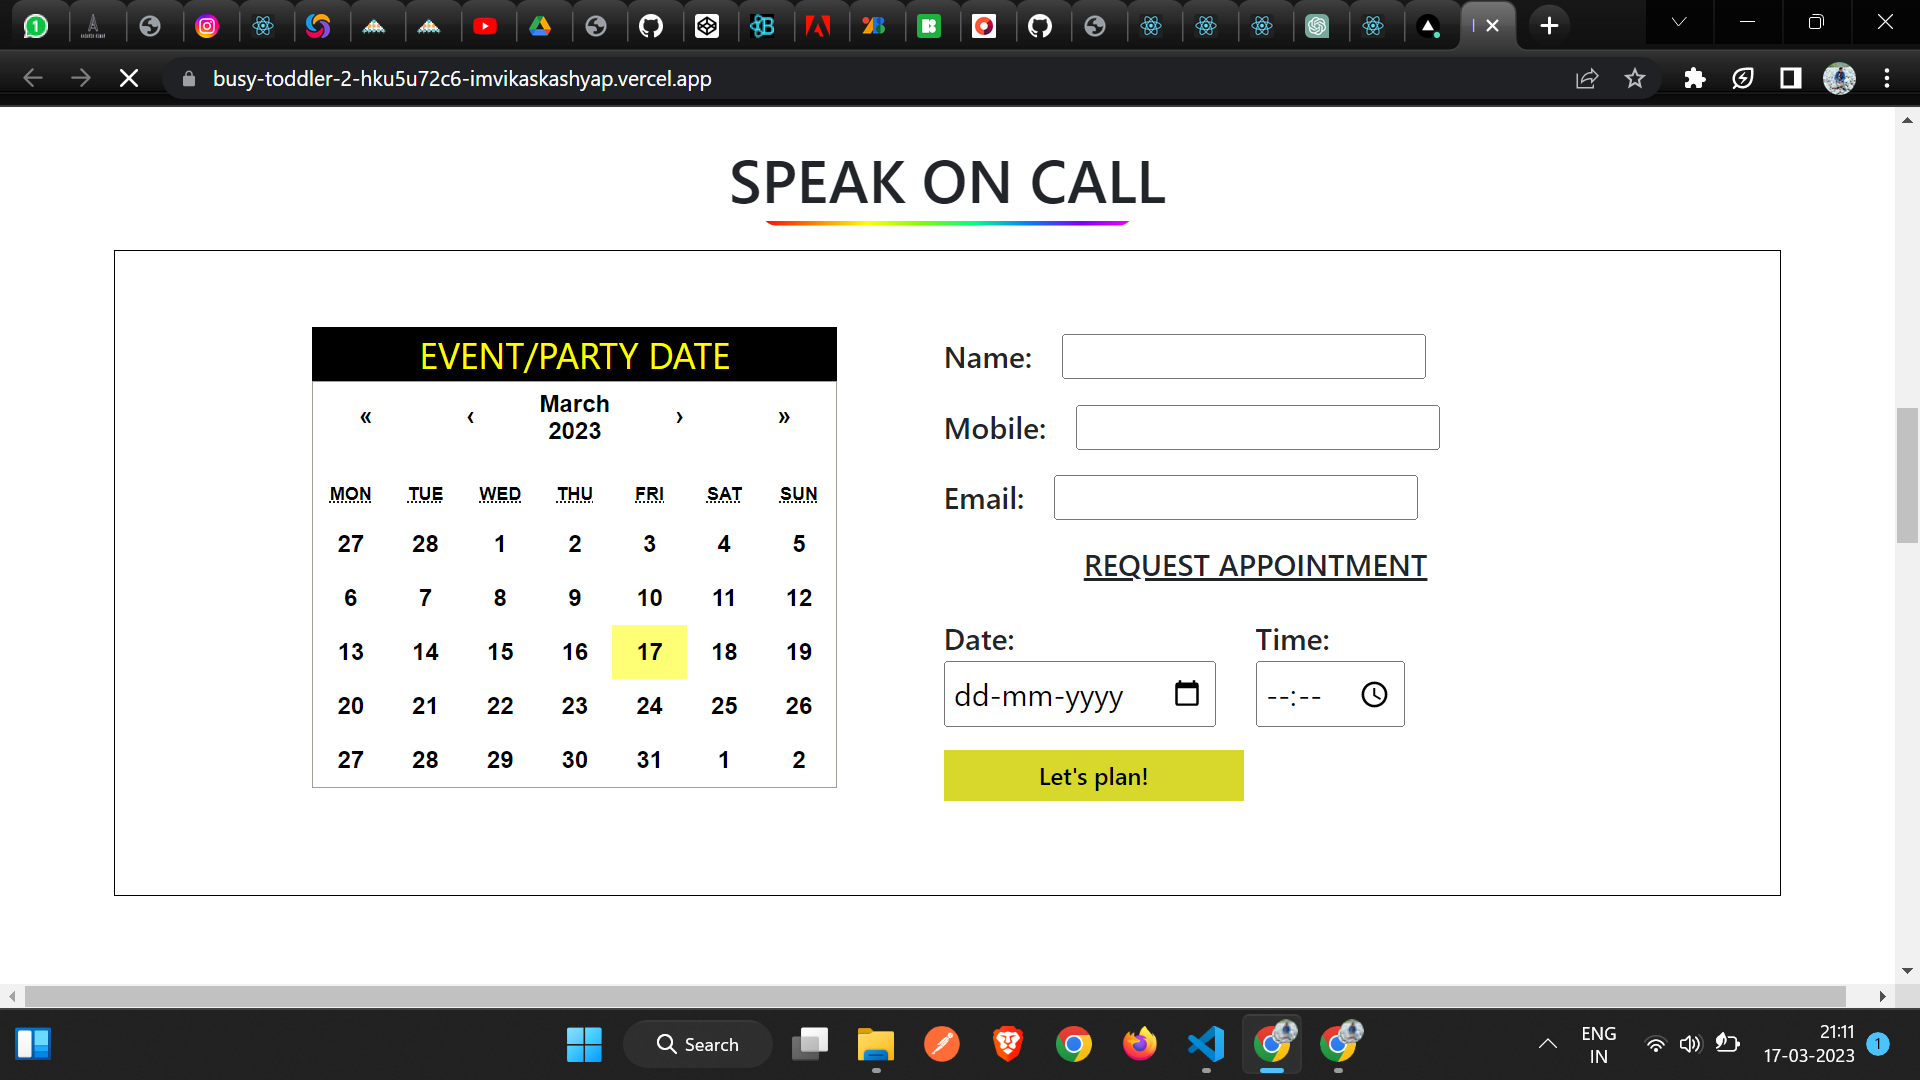 busy-toddler-2-hku5u72c6-imvikaskashyap.vercel.app
SPEAK ON CALL
EVENT/PARTY DATE
« ‹ March 2023 › »
MON TUE WED THU FRI SAT SUN
27 28 1 2 3 4 5
6 7 8 9 10 11 12
13 14 15 16 17 18 19
20 21 22 23 24 25 26
27 28 29 30 31 1 2
Name:
Mobile:
Email:
REQUEST APPOINTMENT
Date: Time:
dd-mm-yyyy --:--
Let's plan!
Search
ENG
IN
21:11
17-03-2023
1